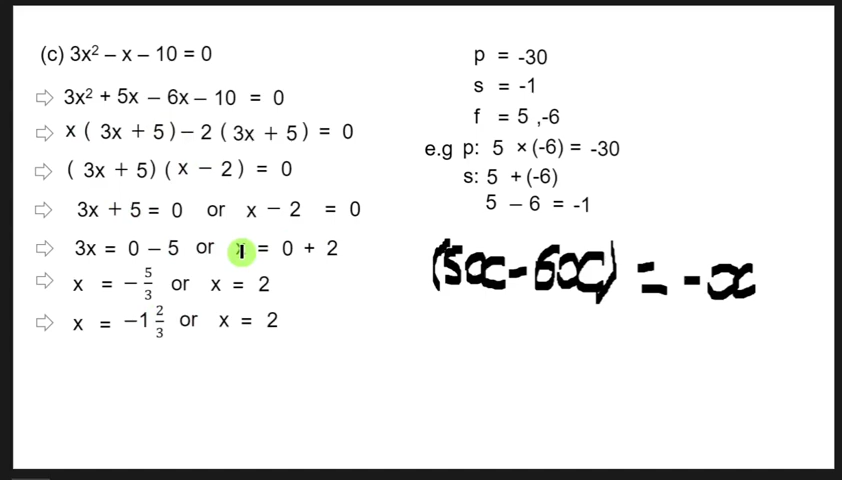 (c) 3x² – x – 10 = 0
⇨ 3x² + 5x – 6x – 10 = 0
⇨ x ( 3x + 5 ) – 2 ( 3x + 5 ) = 0
⇨ ( 3x + 5 ) ( x – 2 ) = 0
⇨ 3x + 5 = 0 or x – 2 = 0
⇨ 3x = 0 – 5 or = 0 + 2
⇨ x = – 5/3 or x = 2
⇨ x = –1 2/3 or x = 2
p = -30
s = -1
f = 5 ,-6
e.g p: 5 ×(-6) = -30
s: 5 +(-6)
5 – 6 = -1
(5x - 6x) = -x